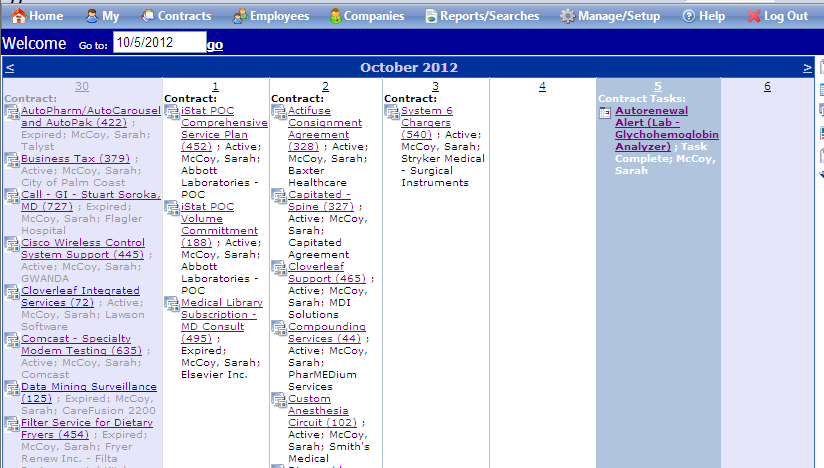 Home My Contracts Employees Companies Reports/Searches Manage/Setup Help Log Out
Welcome Go to: 10/5/2012 go
< October 2012 >
30
Contract:
AutoPharm/AutoCarousel
and AutoPak (422) ;
Expired; McCoy, Sarah;
Talyst
Business Tax (379) ;
Active; McCoy, Sarah;
City of Palm Coast
Call - GI - Stuart Soroka,
MD (727) ; Expired;
McCoy, Sarah; Flagler
Hospital
Cisco Wireless Control
System Support (445) ;
Active; McCoy, Sarah;
GWANDA
Cloverleaf Integrated
Services (72) ; Active;
McCoy, Sarah; Lawson
Software
Comcast - Specialty
Modem Testing (635) ;
Active; McCoy, Sarah;
Comcast
Data Mining Surveillance
(125) ; Expired; McCoy,
Sarah; CareFusion 2200
Filter Service for Dietary
Fryers (454) ; Expired;
McCoy, Sarah; Fryer
Renew Inc. - Filta
1
Contract:
iStat POC
Comprehensive
Service Plan
(452) ; Active;
McCoy, Sarah;
Abbott
Laboratories -
POC
iStat POC
Volume
Committment
(188) ; Active;
McCoy, Sarah;
Abbott
Laboratories -
POC
Medical Library
Subscription -
MD Consult
(495) ;
Expired;
McCoy, Sarah;
Elsevier Inc.
2
Contract:
Actifuse
Consignment
Agreement
(328) ; Active;
McCoy, Sarah;
Baxter
Healthcare
Capitated -
Spine (327) ;
Active; McCoy,
Sarah;
Capitated
Agreement
Cloverleaf
Support (465) ;
Active; McCoy,
Sarah; MDI
Solutions
Compounding
Services (44) ;
Active; McCoy,
Sarah;
PharMEDium
Services
Custom
Anesthesia
Circuit (102) ;
Active; McCoy,
Sarah; Smith's
Medical
3
Contract:
System 6
Chargers
(540) ; Active;
McCoy, Sarah;
Stryker Medical
- Surgical
Instruments
4
5
Contract Tasks:
Autorenewal
Alert (Lab -
Glychohemoglobin
Analyzer) ; Task
Complete; McCoy,
Sarah
6